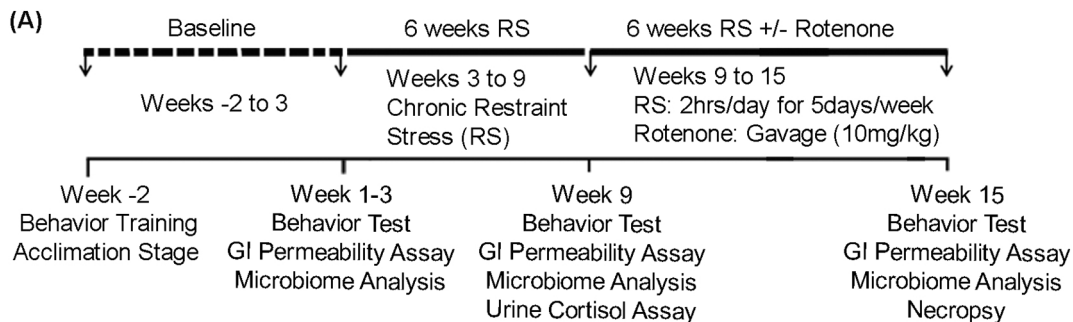 (A)
Baseline
6 weeks RS
6 weeks RS +/- Rotenone
Weeks -2 to 3
Weeks 3 to 9
Chronic Restraint
Stress (RS)
Weeks 9 to 15
RS: 2hrs/day for 5days/week
Rotenone: Gavage (10mg/kg)
Week -2
Behavior Training
Acclimation Stage
Week 1-3
Behavior Test
GI Permeability Assay
Microbiome Analysis
Week 9
Behavior Test
GI Permeability Assay
Microbiome Analysis
Urine Cortisol Assay
Week 15
Behavior Test
GI Permeability Assay
Microbiome Analysis
Necropsy